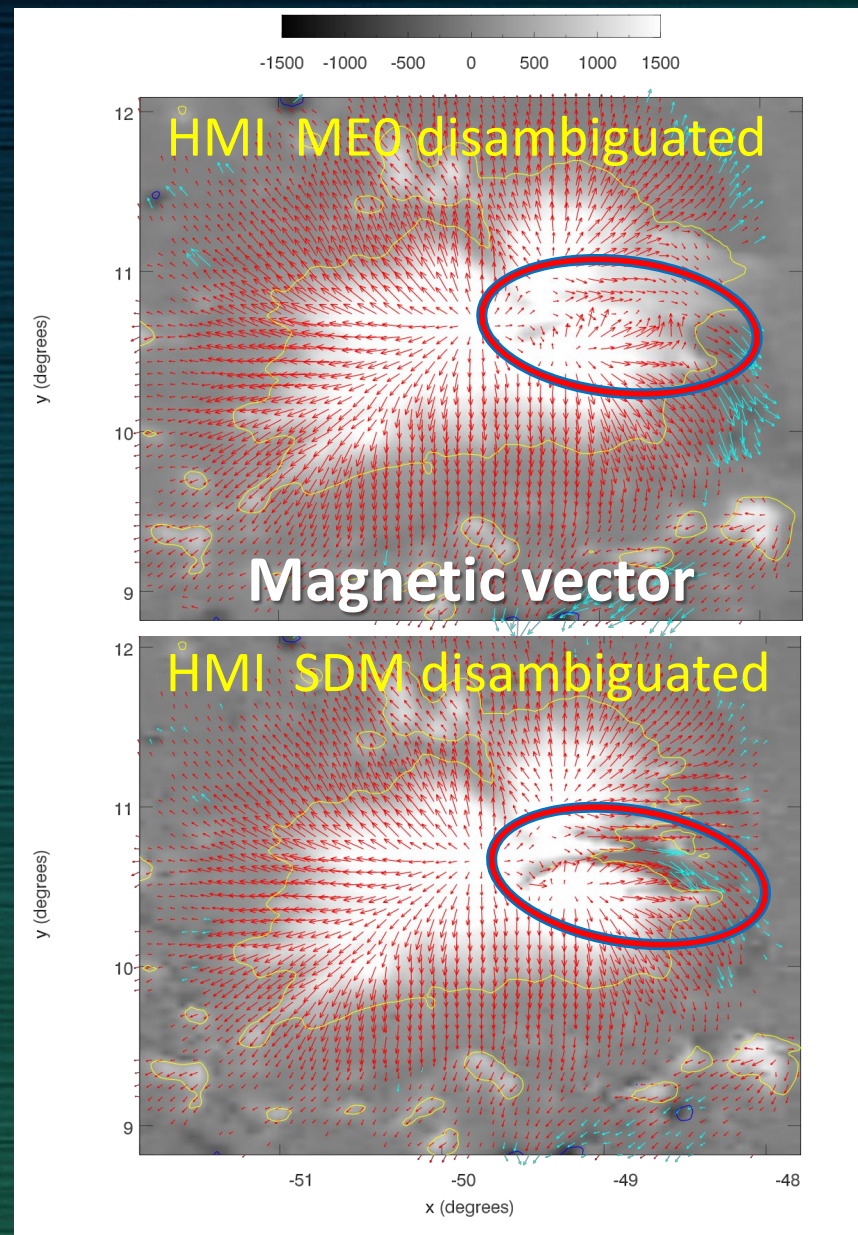 -1500 -1000 -500 0 500 1000 1500
12
HMI ME0 disambiguated
11
y (degrees)
10
9
Magnetic vector
12
HMI SDM disambiguated
11
y (degrees)
10
9
-51 -50 -49 -48
x (degrees)